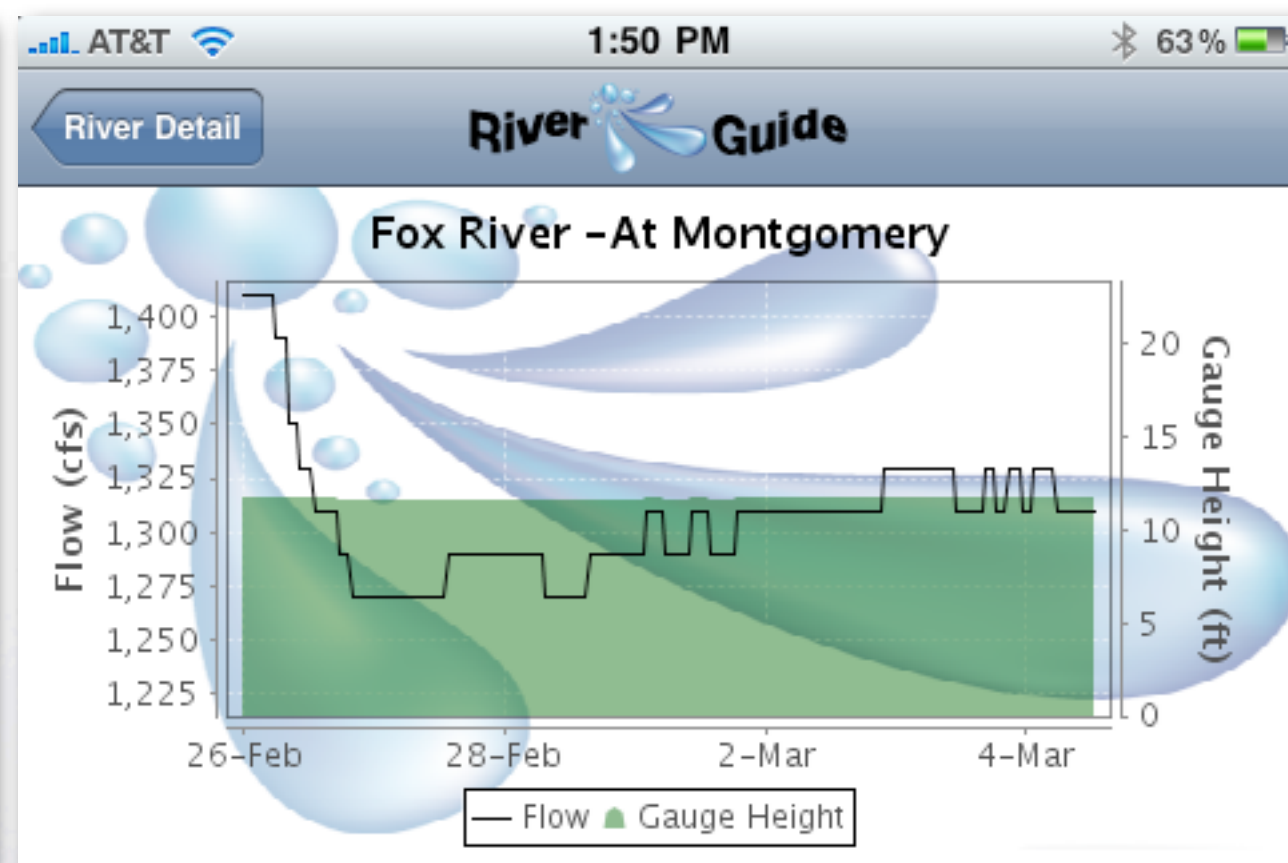 AT&T 1:50 PM 63%
River Detail River Guide
Fox River -At Montgomery
1,400
1,375
1,350
1,325
1,300
1,275
1,250
1,225
Flow (cfs)
20
15
10
5
0
Gauge Height (ft)
26-Feb 28-Feb 2-Mar 4-Mar
Flow Gauge Height